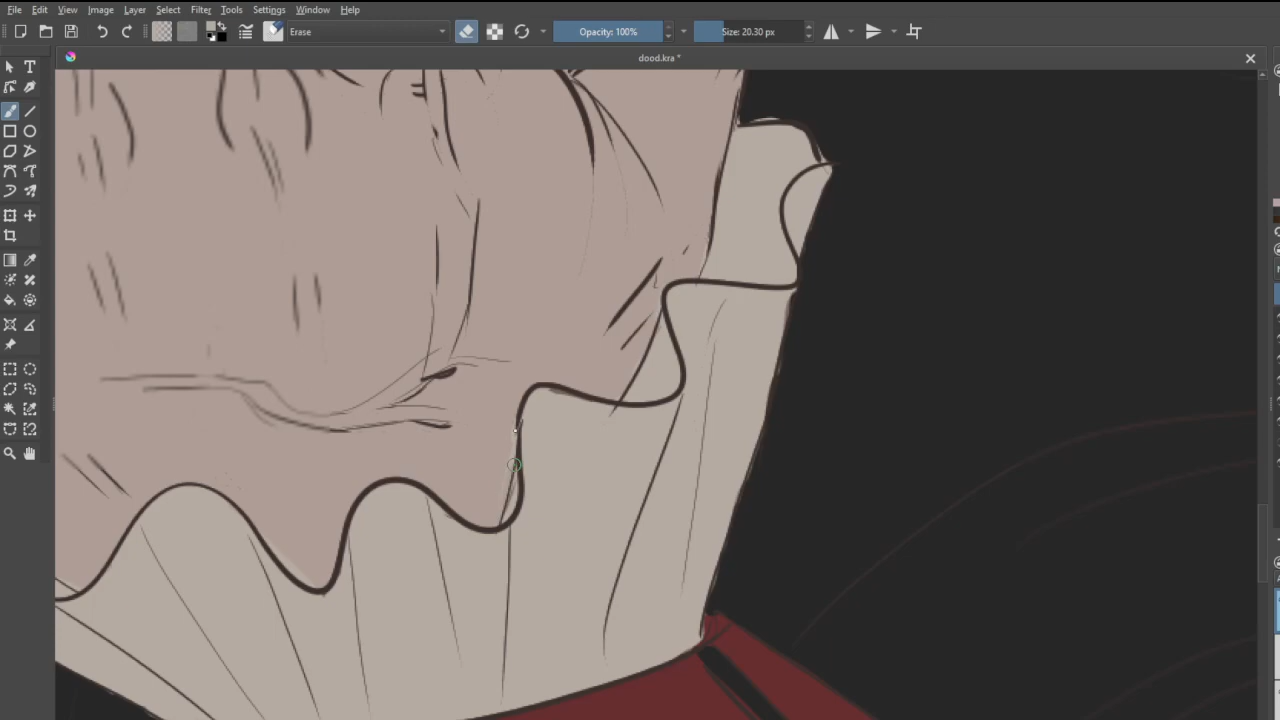 File Edit View Image Layer Select Filter Tools Settings Window Help
Erase Opacity: 100% Size: 20.30 px
dood.kra *